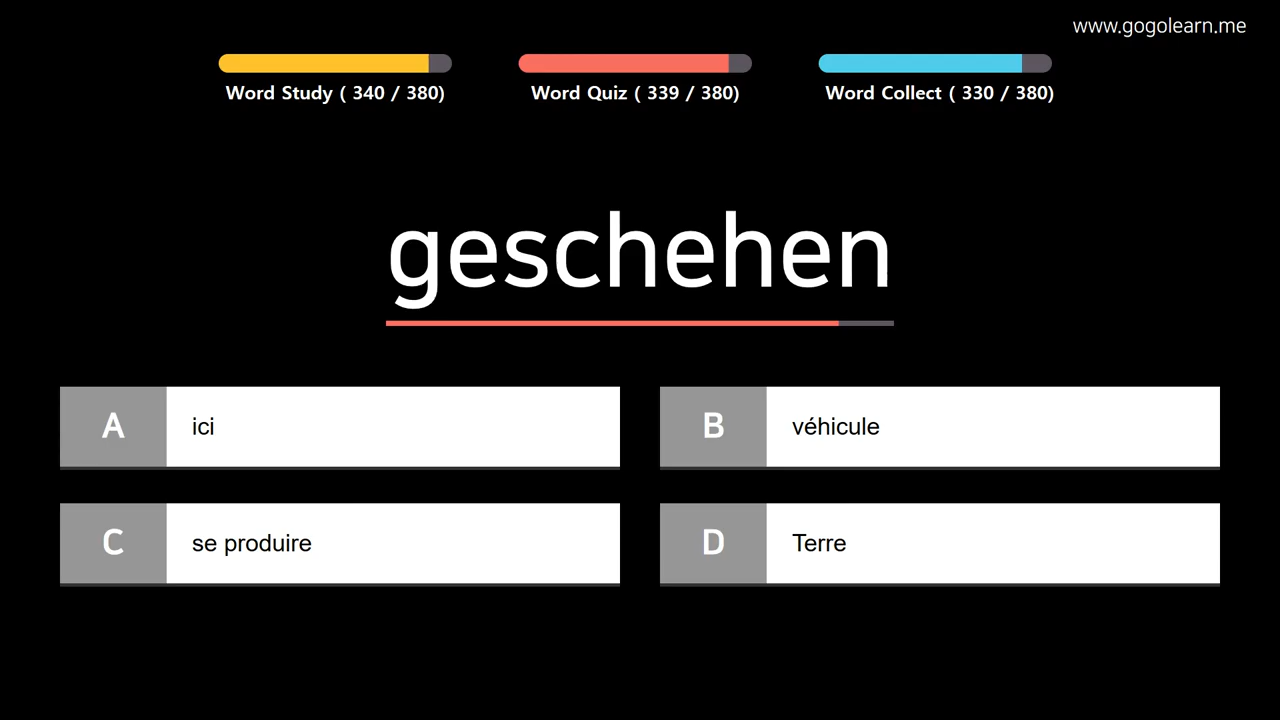 www.gogolearn.me
Word Study ( 340 / 380)
Word Quiz ( 339 / 380)
Word Collect ( 330 / 380)
geschehen
A
ici
B
véhicule
C
se produire
D
Terre